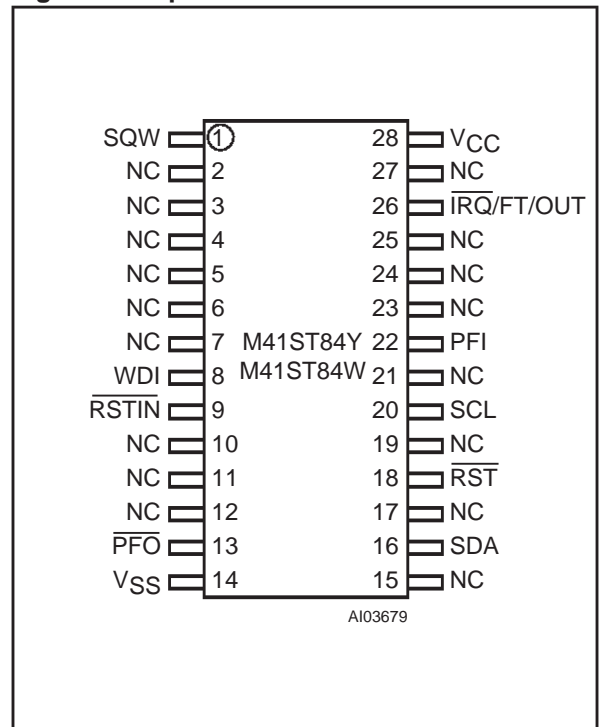 SQW 1 28 VCC
NC 2 27 NC
NC 3 26 IRQ/FT/OUT
NC 4 25 NC
NC 5 24 NC
NC 6 23 NC
NC 7 M41ST84Y 22 PFI
WDI 8 M41ST84W 21 NC
RSTIN 9 20 SCL
NC 10 19 NC
NC 11 18 RST
NC 12 17 NC
PFO 13 16 SDA
VSS 14 15 NC
AI03679